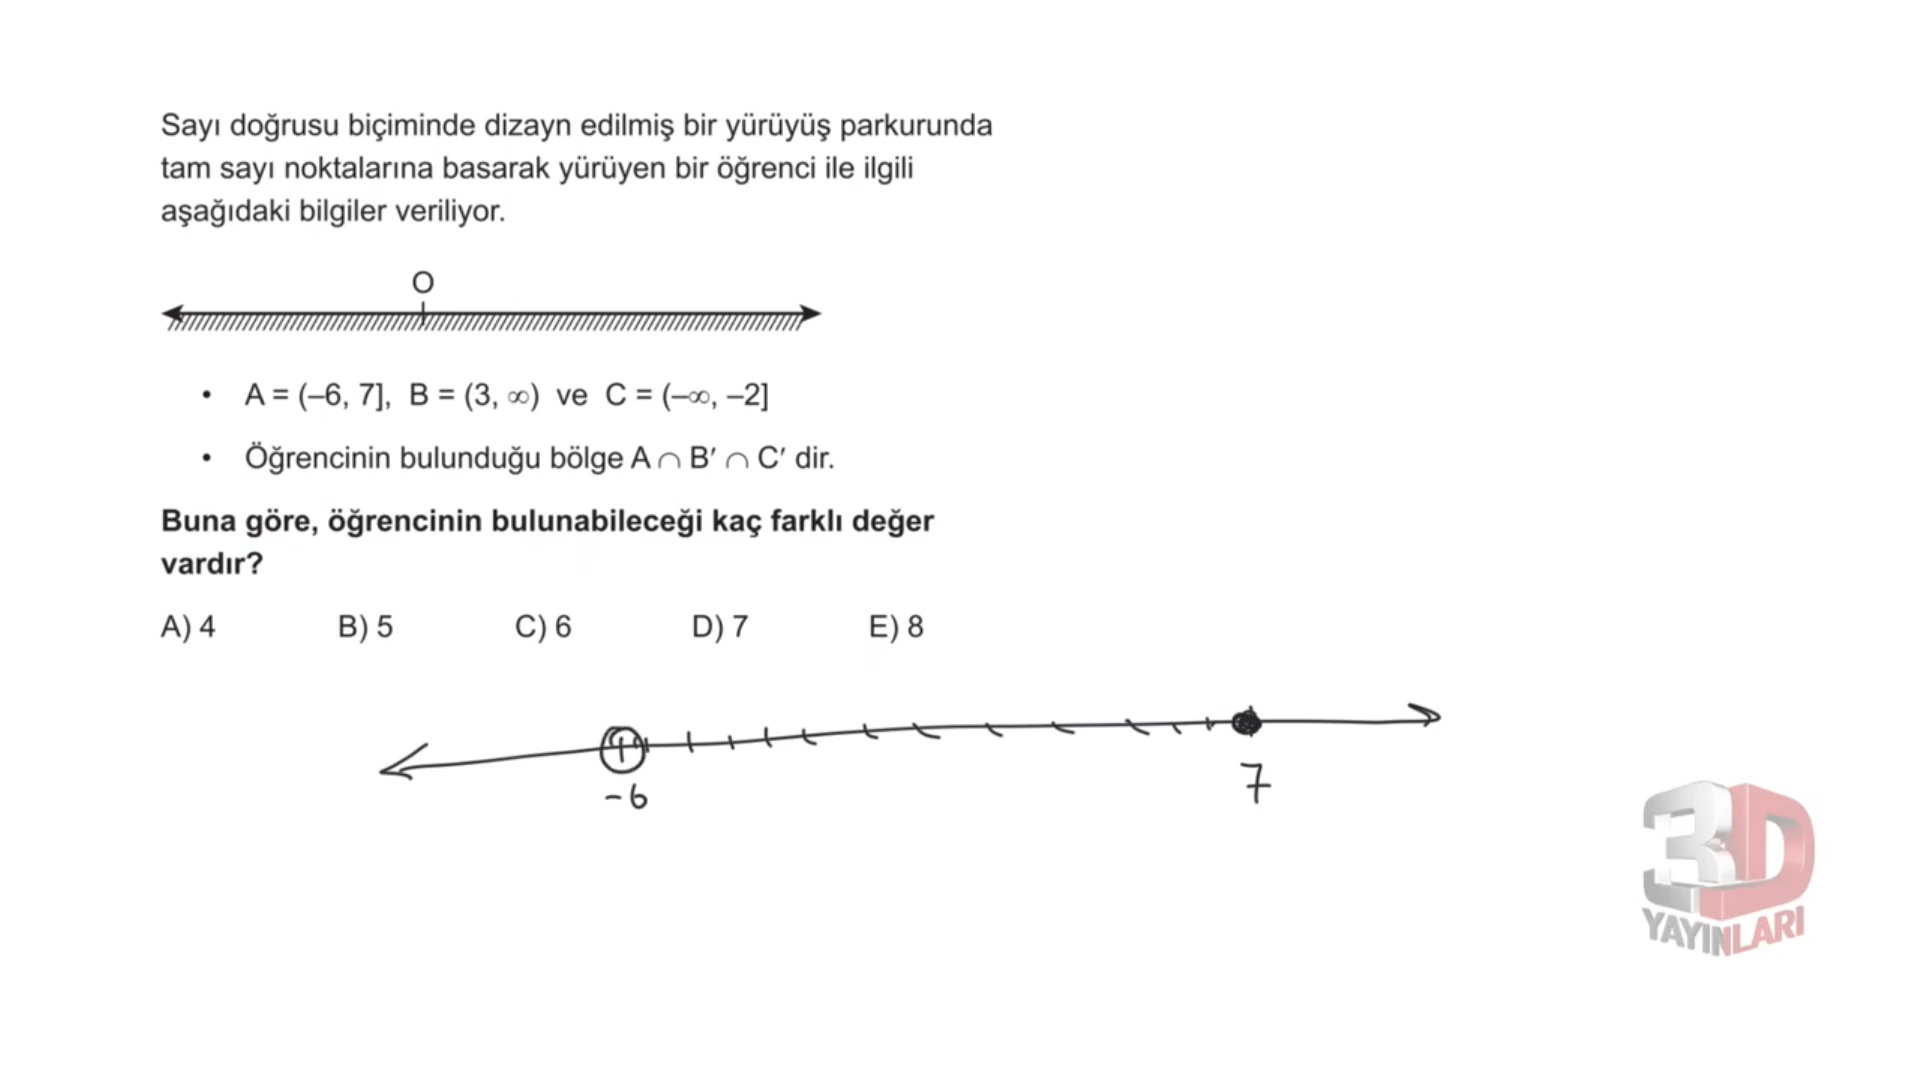 Sayı doğrusu biçiminde dizayn edilmiş bir yürüyüş parkurunda
tam sayı noktalarına basarak yürüyen bir öğrenci ile ilgili
aşağıdaki bilgiler veriliyor.
O
• A = (–6, 7], B = (3, ∞) ve C = (–∞, –2]
• Öğrencinin bulunduğu bölge A ∩ B′ ∩ C′ dir.
Buna göre, öğrencinin bulunabileceği kaç farklı değer
vardır?
A) 4 B) 5 C) 6 D) 7 E) 8
-6 7
3D
YAYINLARI